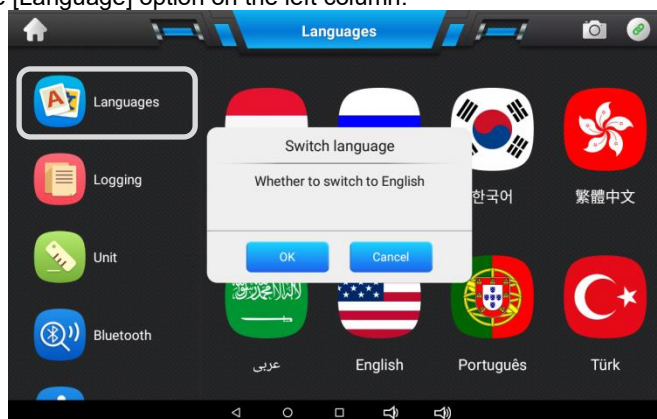 [Language] option on the left column.
Languages
Languages
Switch language
Logging
Whether to switch to English
한국어
繁體中文
Unit
OK
Cancel
Bluetooth
عربى
English
Português
Türk